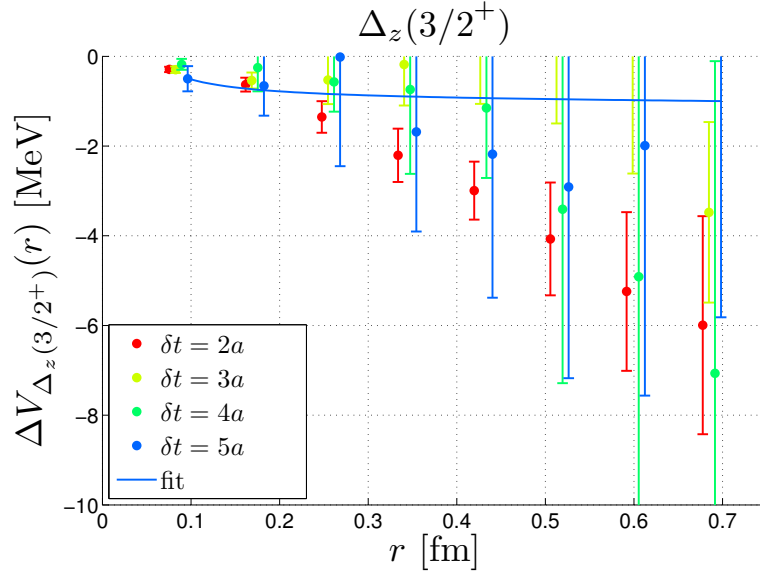 Δ_z(3/2⁺)
ΔV_{Δ_z(3/2⁺)}(r) [MeV]
0
−2
−4
−6
−8
−10
δt = 2a
δt = 3a
δt = 4a
δt = 5a
fit
0 0.1 0.2 0.3 0.4 0.5 0.6 0.7
r [fm]